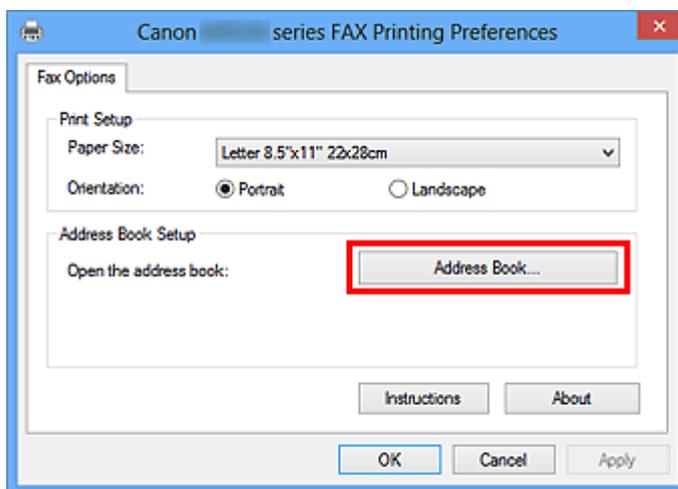 Canon series FAX Printing Preferences
Fax Options
Print Setup
Paper Size: Letter 8.5"x11" 22x28cm
Orientation: Portrait Landscape
Address Book Setup
Open the address book: Address Book...
Instructions About
OK Cancel Apply